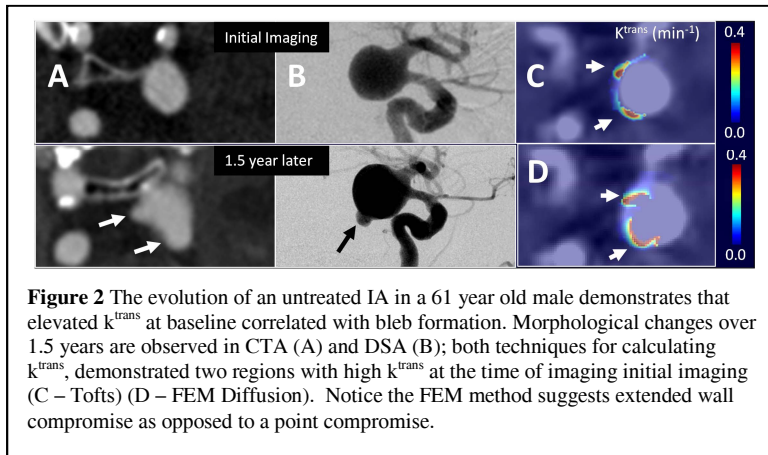 Initial Imaging
A
B
C
Kᵗʳᵃⁿˢ (min⁻¹)
0.4
0.0
1.5 year later
D
0.4
0.0
Figure 2 The evolution of an untreated IA in a 61 year old male demonstrates that
elevated kᵗʳᵃⁿˢ at baseline correlated with bleb formation. Morphological changes over
1.5 years are observed in CTA (A) and DSA (B); both techniques for calculating
kᵗʳᵃⁿˢ, demonstrated two regions with high kᵗʳᵃⁿˢ at the time of imaging initial imaging
(C – Tofts) (D – FEM Diffusion). Notice the FEM method suggests extended wall
compromise as opposed to a point compromise.